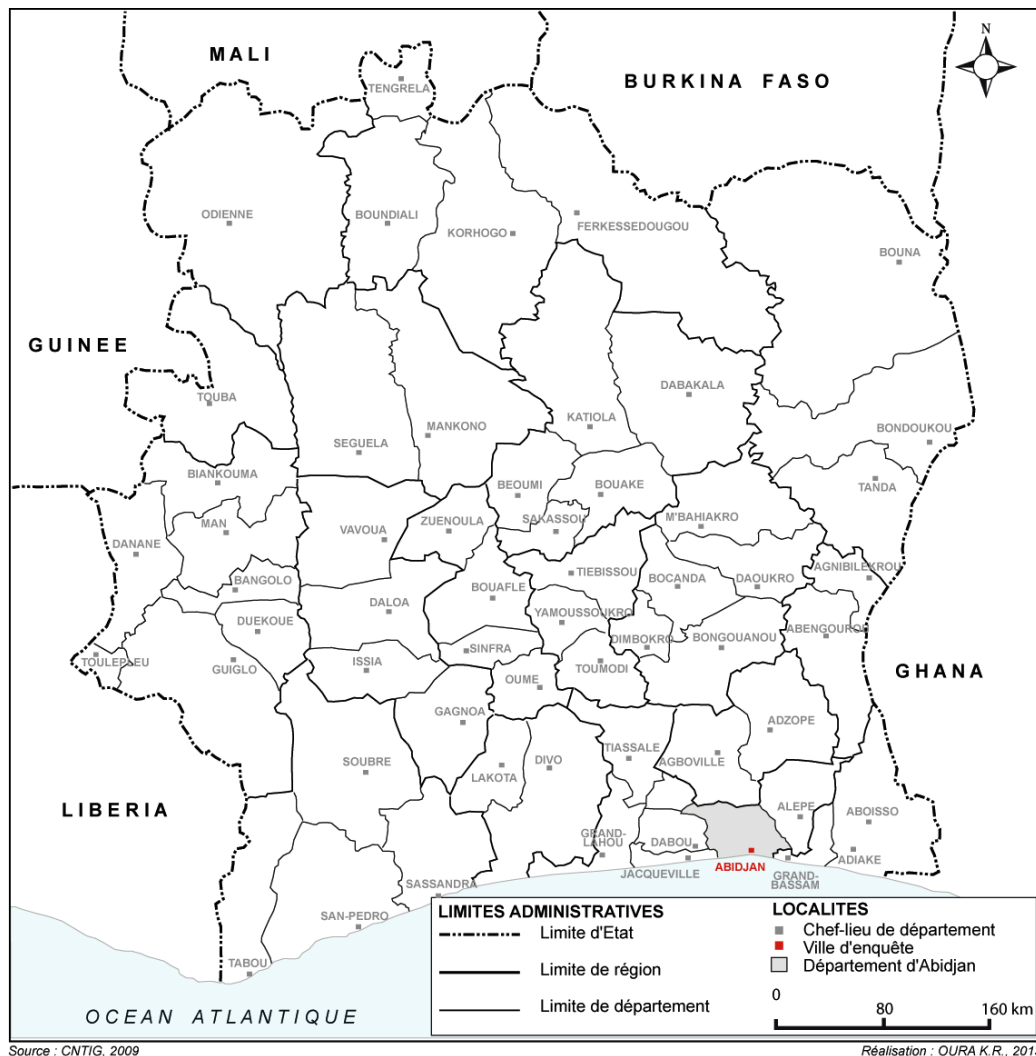 N
MALI
BURKINA FASO
TENGRELA
ODIENNE
BOUNDIALI
KORHOGO
FERKESSEDOUGOU
BOUNA
GUINEE
TOUBA
DABAKALA
SEGUELA
MANKONO
KATIOLA
BONDOUKOU
BIANKOUMA
BEOUMI
BOUAKE
TANDA
MAN
DANANE
VAVOUA
ZUENOULA
SAKASSOU
M'BAHIAKRO
BANGOLO
TIEBISSOU
BOCANDA
DAOUKRO
AGNIBILEKROU
DALOA
BOUAFLE
YAMOUSSOUKRO
DUEKOUE
DIMBOKRO
BONGOUANOU
ABENGOUROU
TOULEPLEU
GUIGLO
ISSIA
SINFRA
TOUMODI
GHANA
OUME
GAGNOA
ADZOPE
SOUBRE
LAKOTA
DIVO
TIASSALE
AGBOVILLE
LIBERIA
ALEPE
ABOISSO
GRAND-
LAHOU
DABOU
ADIAKE
JACQUEVILLE
ABIDJAN
GRAND-
BASSAM
SASSANDRA
SAN-PEDRO
TABOU
OCEAN ATLANTIQUE
LIMITES ADMINISTRATIVES
Limite d'Etat
Limite de région
Limite de département
LOCALITES
Chef-lieu de département
Ville d'enquête
Département d'Abidjan
0
80
160 km
Source : CNTIG, 2009
Réalisation : OURA K.R., 201